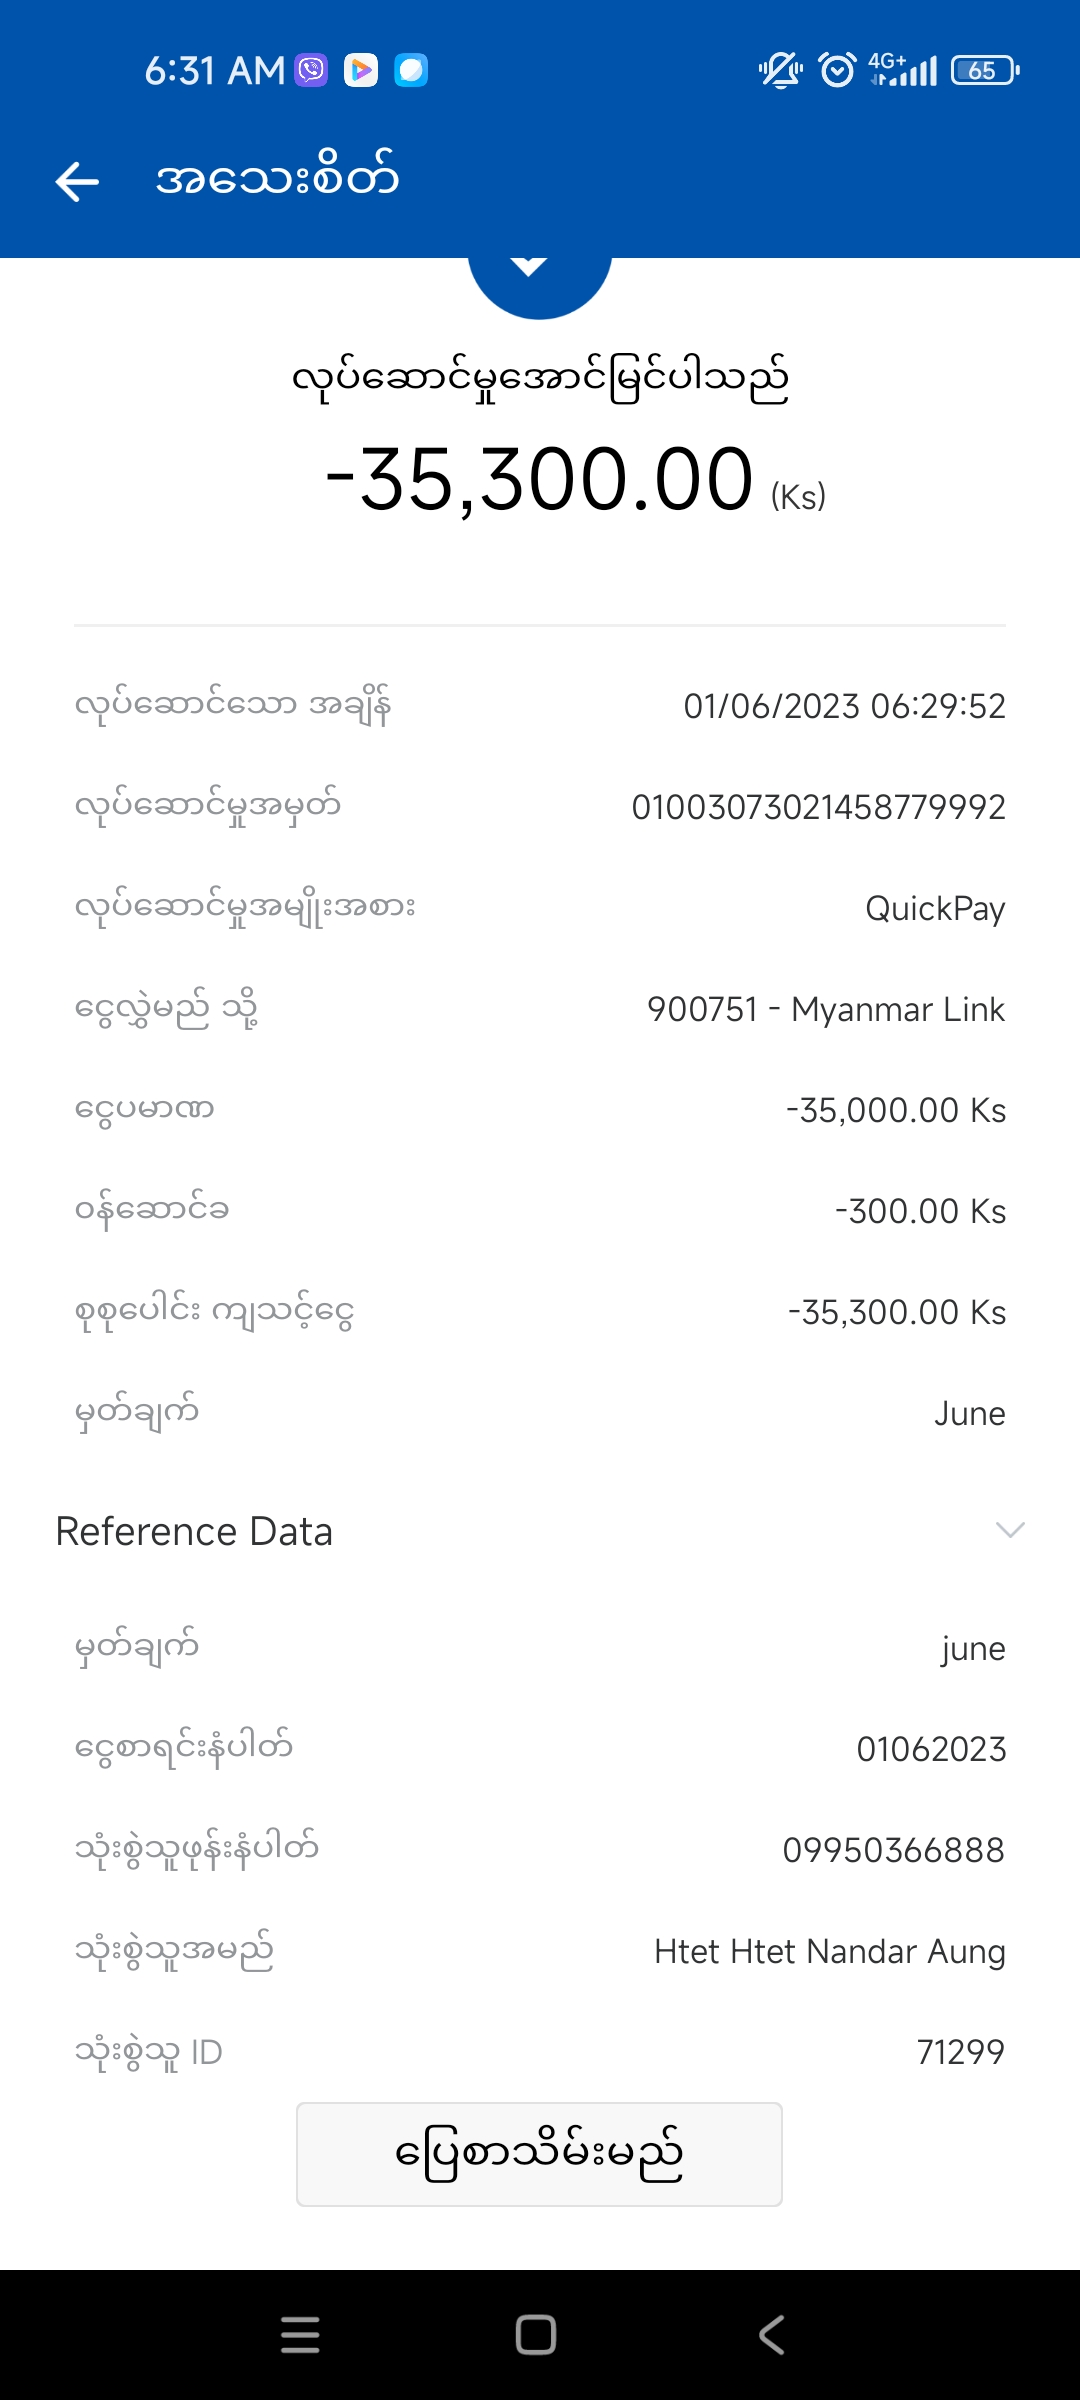 6:31 AM
4G+
65
အသေးစိတ်
လုပ်ဆောင်မှုအောင်မြင်ပါသည်
-35,300.00 (Ks)
လုပ်ဆောင်သော အချိန် 01/06/2023 06:29:52
လုပ်ဆောင်မှုအမှတ် 01003073021458779992
လုပ်ဆောင်မှုအမျိုးအစား QuickPay
ငွေလွှဲမည် သို့ 900751 - Myanmar Link
ငွေပမာဏ -35,000.00 Ks
ဝန်ဆောင်ခ -300.00 Ks
စုစုပေါင်း ကျသင့်ငွေ -35,300.00 Ks
မှတ်ချက် June
Reference Data
မှတ်ချက် june
ငွေစာရင်းနံပါတ် 01062023
သုံးစွဲသူဖုန်းနံပါတ် 09950366888
သုံးစွဲသူအမည် Htet Htet Nandar Aung
သုံးစွဲသူ ID 71299
ပြေစာသိမ်းမည်